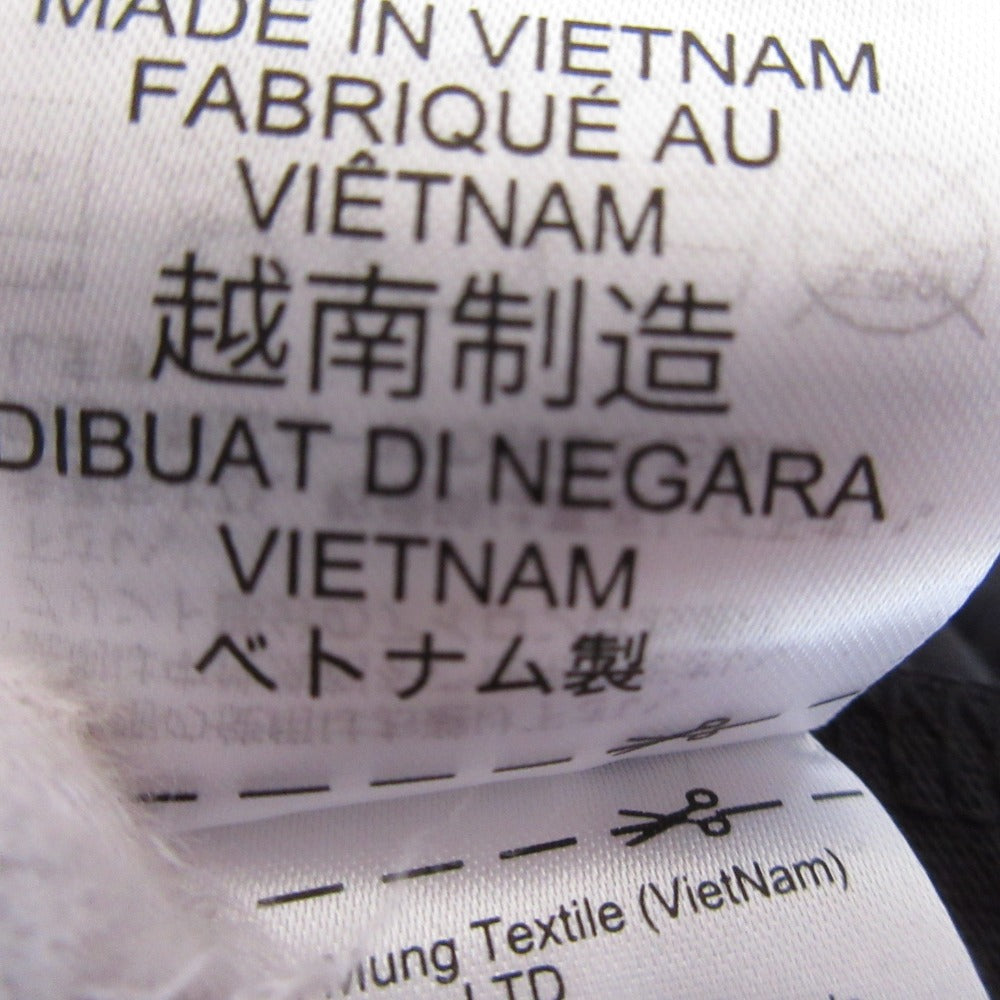 MADE IN VIETNAM
FABRIQUÉ AU
VIÊTNAM
越南制造
DIBUAT DI NEGARA
VIETNAM
ベトナム製
Textile (VietNam)
LTD